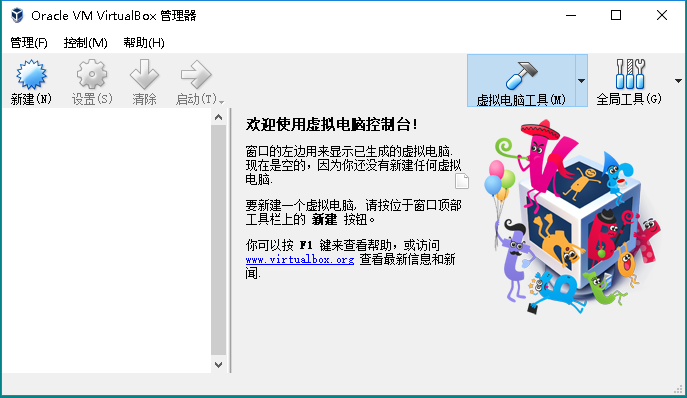 Oracle VM VirtualBox 管理器
管理(F) 控制(M) 帮助(H)
新建(N) 设置(S) 清除 启动(T) 虚拟电脑工具(M) 全局工具(G)
欢迎使用虚拟电脑控制台!
窗口的左边用来显示已生成的虚拟电脑.
现在是空的,因为你还没有新建任何虚拟
电脑.
要新建一个虚拟电脑, 请按位于窗口顶部
工具栏上的 新建 按钮。
你可以按 F1 键来查看帮助, 或访问
www.virtualbox.org 查看最新信息和新
闻.